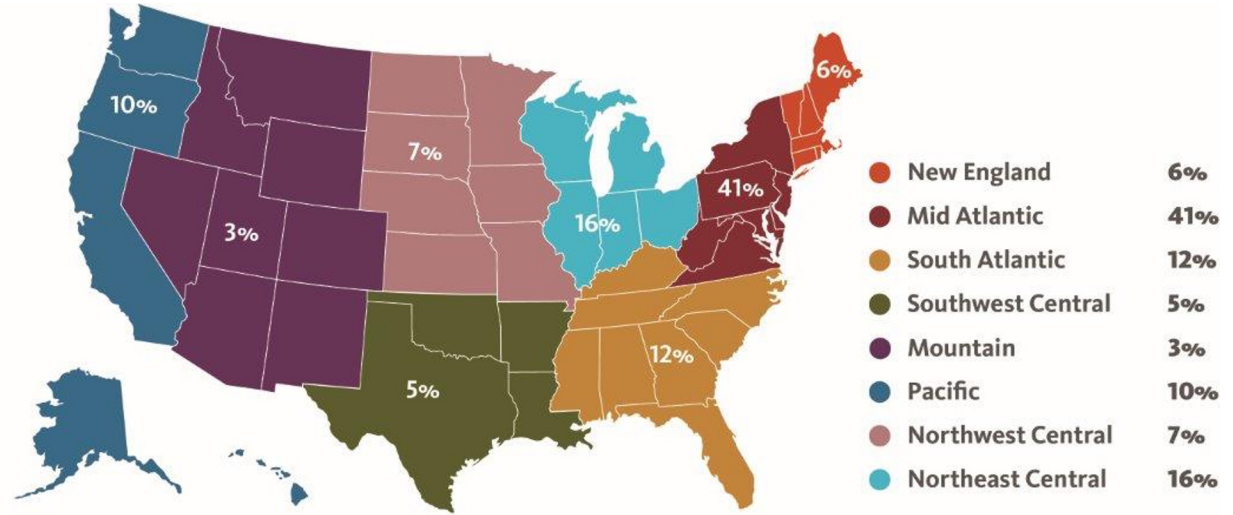 6%
10%
7%
41%
16%
3%
12%
5%
New England 6%
Mid Atlantic 41%
South Atlantic 12%
Southwest Central 5%
Mountain 3%
Pacific 10%
Northwest Central 7%
Northeast Central 16%